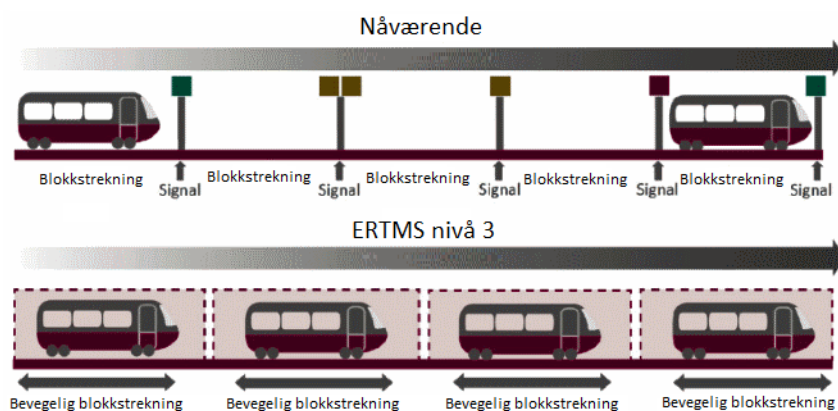 Nåværende
Blokkstrekning Signal Blokkstrekning Signal Blokkstrekning Signal Blokkstrekning Signal Blokkstrekning Signal
ERTMS nivå 3
Bevegelig blokkstrekning Bevegelig blokkstrekning Bevegelig blokkstrekning Bevegelig blokkstrekning